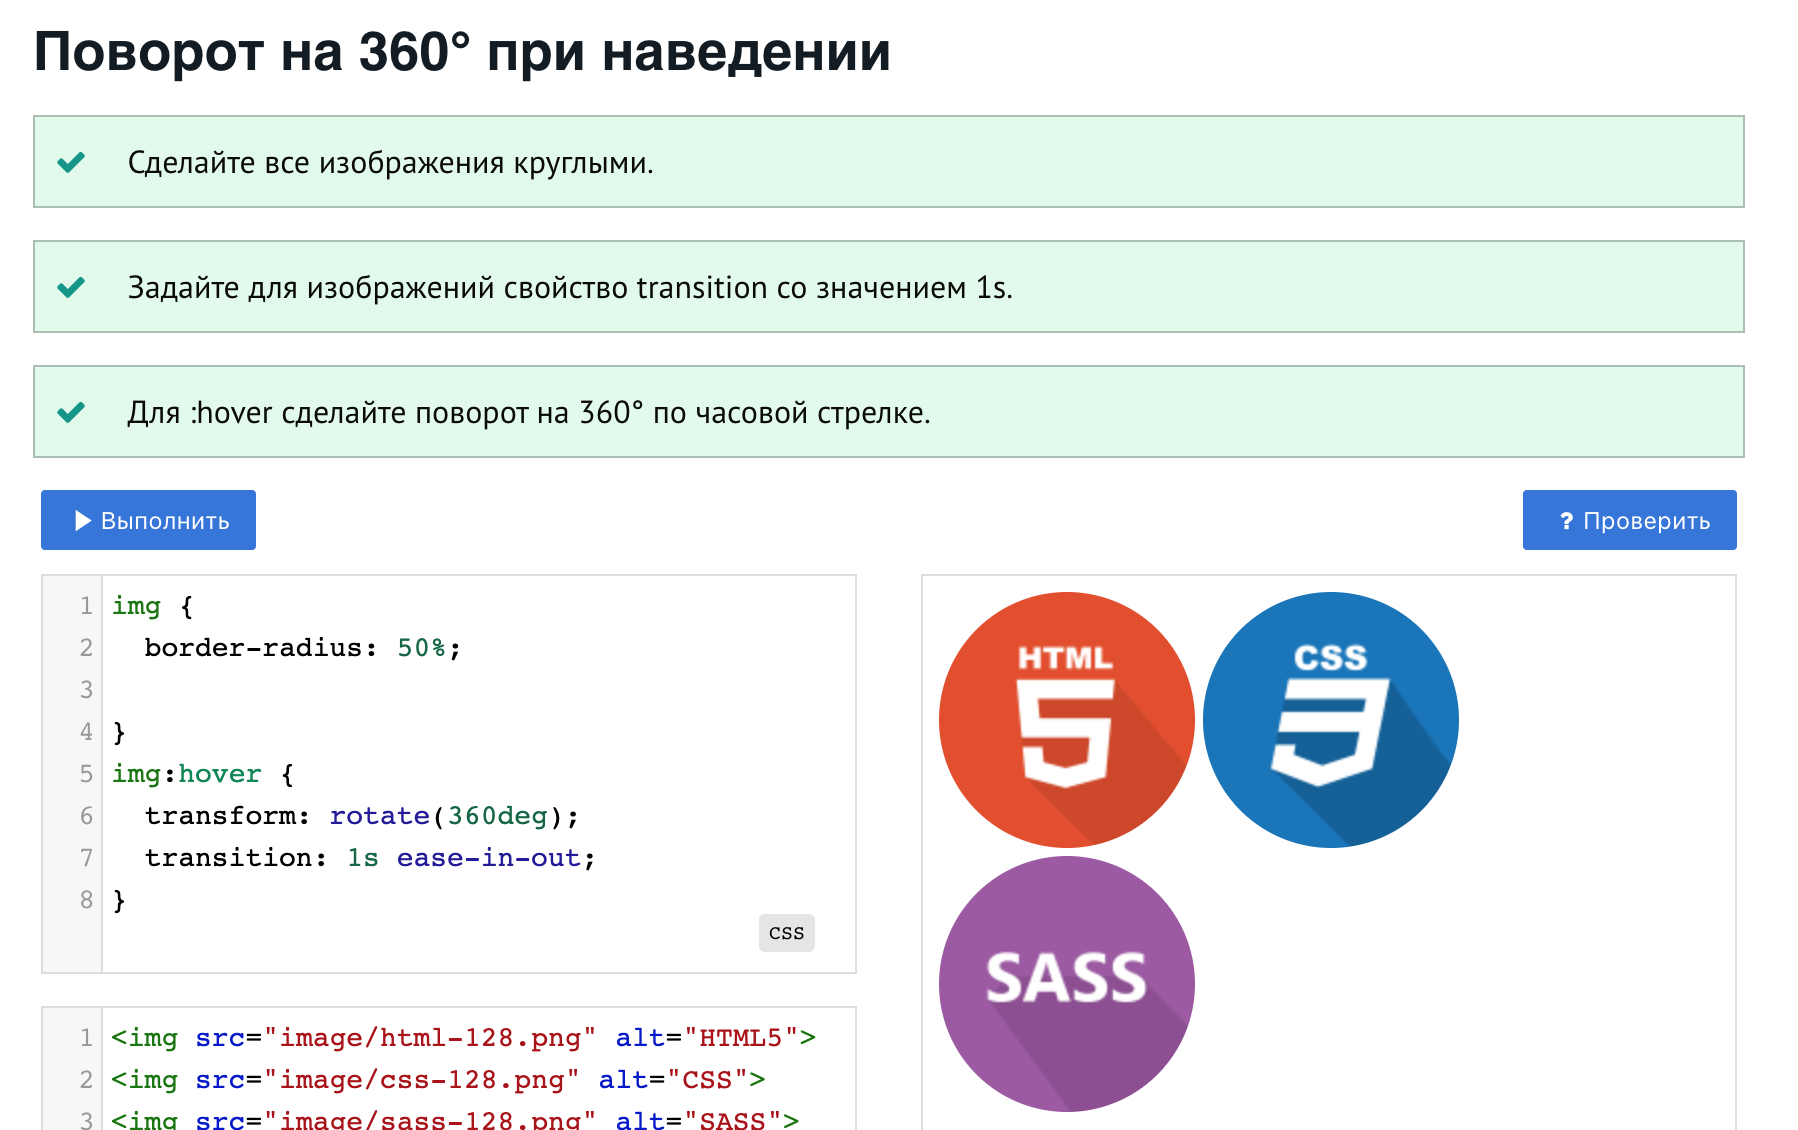 Поворот на 360° при наведении
Сделайте все изображения круглыми.
Задайте для изображений свойство transition со значением 1s.
Для :hover сделайте поворот на 360° по часовой стрелке.
Выполнить
? Проверить
1 img {
2   border-radius: 50%;
3
4 }
5 img:hover {
6   transform: rotate(360deg);
7   transition: 1s ease-in-out;
8 }
css
1 <img src="image/html-128.png" alt="HTML5">
2 <img src="image/css-128.png" alt="CSS">
3 <img src="image/sass-128.png" alt="SASS">
HTML
5
CSS
3
SASS